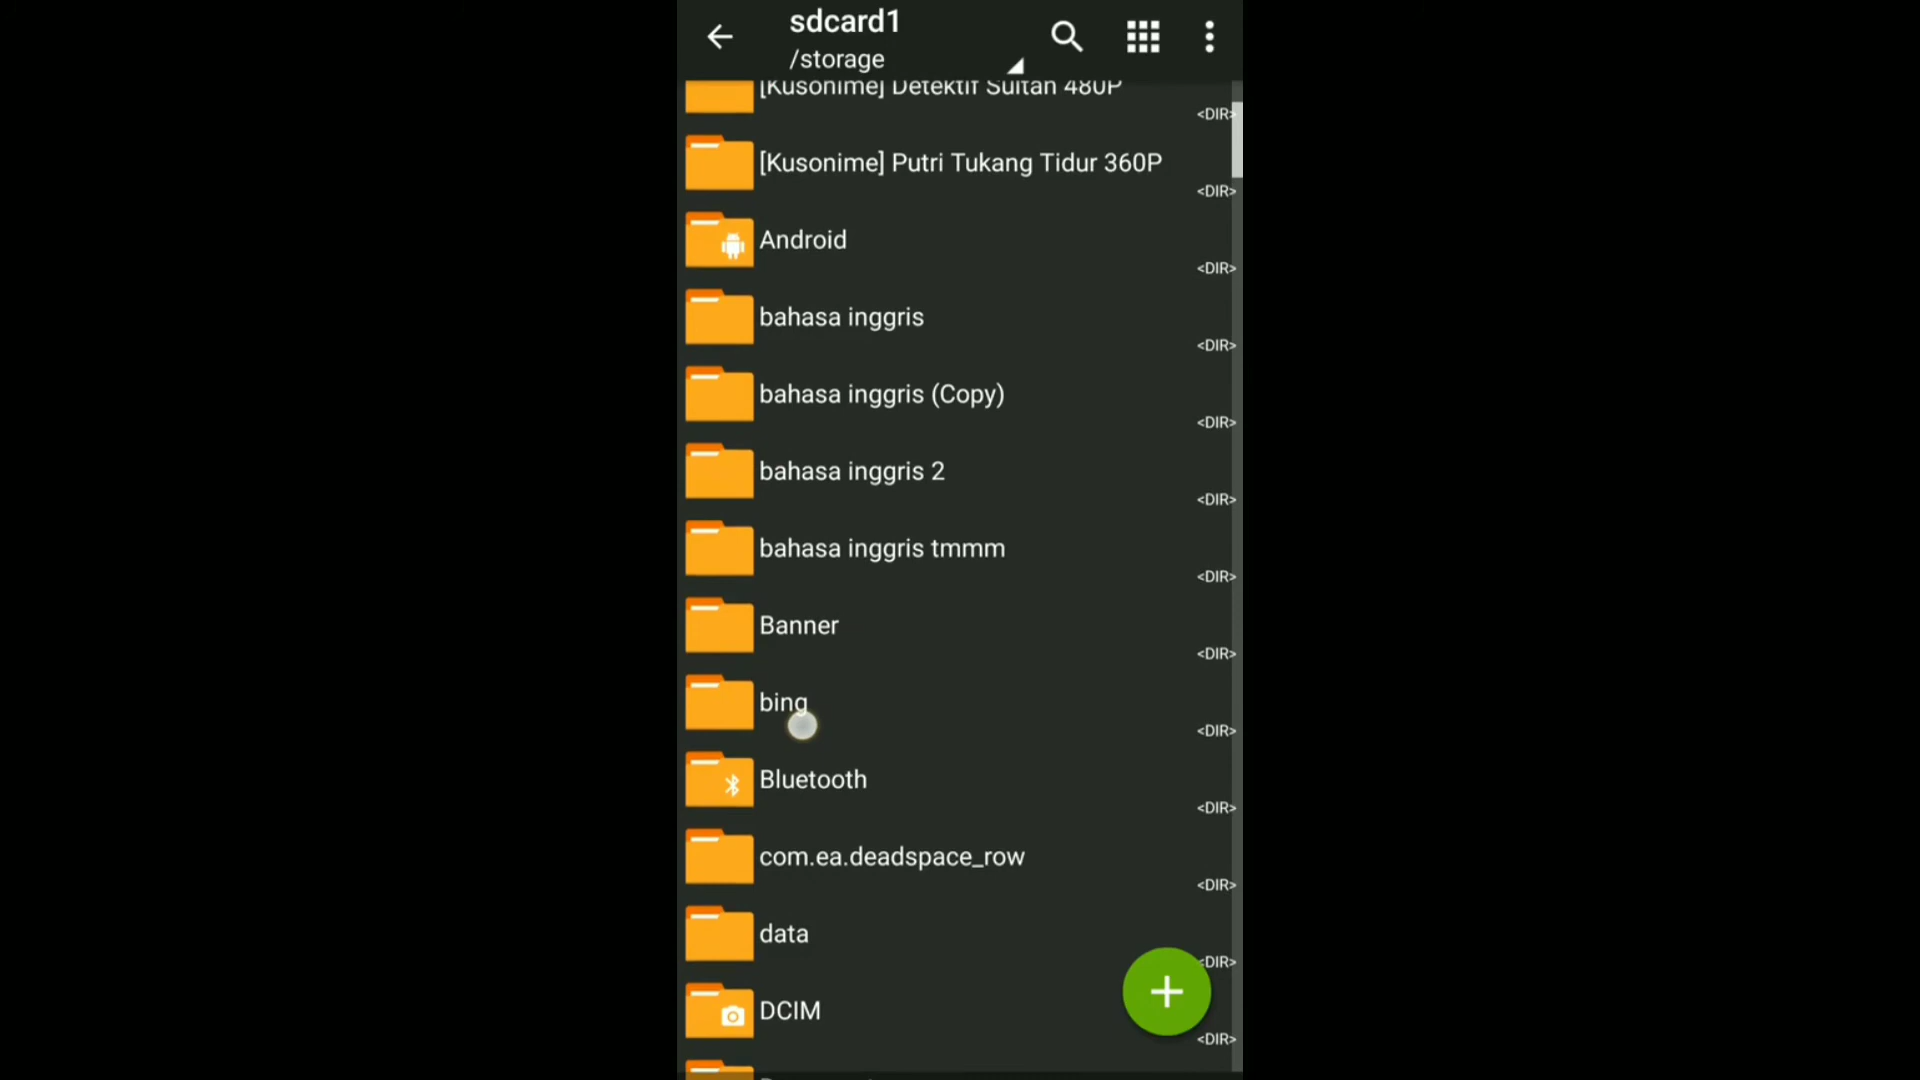 sdcard1
/storage
[Kusonime] Detektif Sultan 480P
<DIR>
[Kusonime] Putri Tukang Tidur 360P
<DIR>
Android
<DIR>
bahasa inggris
<DIR>
bahasa inggris (Copy)
<DIR>
bahasa inggris 2
<DIR>
bahasa inggris tmmm
<DIR>
Banner
<DIR>
bing
<DIR>
Bluetooth
<DIR>
com.ea.deadspace_row
<DIR>
data
<DIR>
DCIM
<DIR>